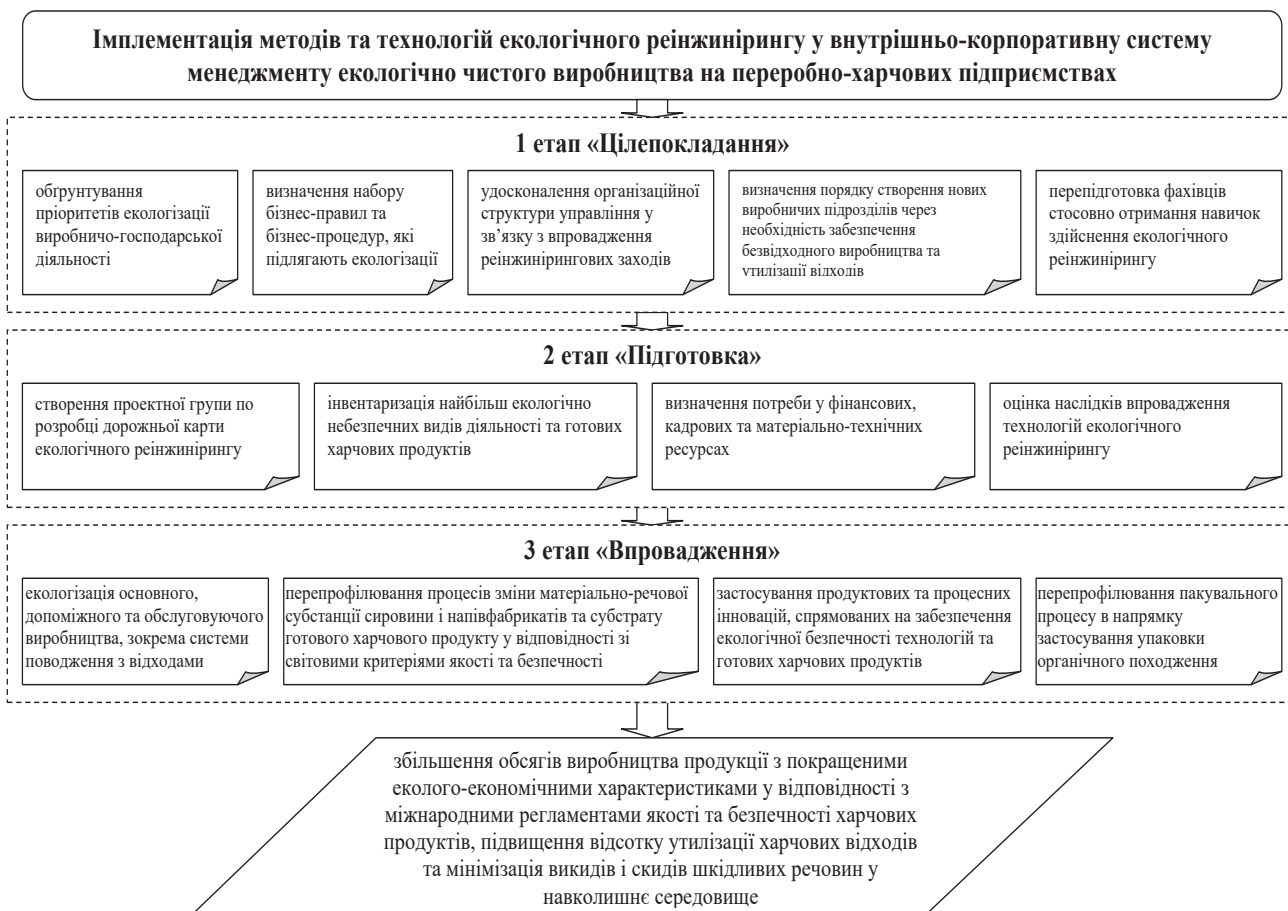 Імплементація методів та технологій екологічного реінжинірингу у внутрішньо-корпоративну систему
менеджменту екологічно чистого виробництва на переробно-харчових підприємствах
1 етап «Цілепокладання»
обґрунтування
пріоритетів екологізації
виробничо-господарської
діяльності
визначення набору
бізнес-правил та
бізнес-процедур, які
підлягають екологізації
удосконалення організаційної
структури управління у
зв’язку з впровадження
реінжинірингових заходів
визначення порядку створення нових
виробничих підрозділів через
необхідність забезпечення
безвідходного виробництва та
утилізації відходів
перепідготовка фахівців
стосовно отримання навичок
здійснення екологічного
реінжинірингу
2 етап «Підготовка»
створення проектної групи по
розробці дорожньої карти
екологічного реінжинірингу
інвентаризація найбільш екологічно
небезпечних видів діяльності та готових
харчових продуктів
визначення потреби у фінансових,
кадрових та матеріально-технічних
ресурсах
оцінка наслідків впровадження
технологій екологічного
реінжинірингу
3 етап «Впровадження»
екологізація основного,
допоміжного та обслуговуючого
виробництва, зокрема системи
поводження з відходами
перепрофілювання процесів зміни матеріально-речової
субстанції сировини і напівфабрикатів та субстрату
готового харчового продукту у відповідності зі
світовими критеріями якості та безпечності
застосування продуктових та процесних
інновацій, спрямованих на забезпечення
екологічної безпечності технологій та
готових харчових продуктів
перепрофілювання пакувального
процесу в напрямку
застосування упаковки
органічного походження
збільшення обсягів виробництва продукції з покращеними
еколого-економічними характеристиками у відповідності з
міжнародними регламентами якості та безпечності харчових
продуктів, підвищення відсотку утилізації харчових відходів
та мінімізація викидів і скидів шкідливих речовин у
навколишнє середовище